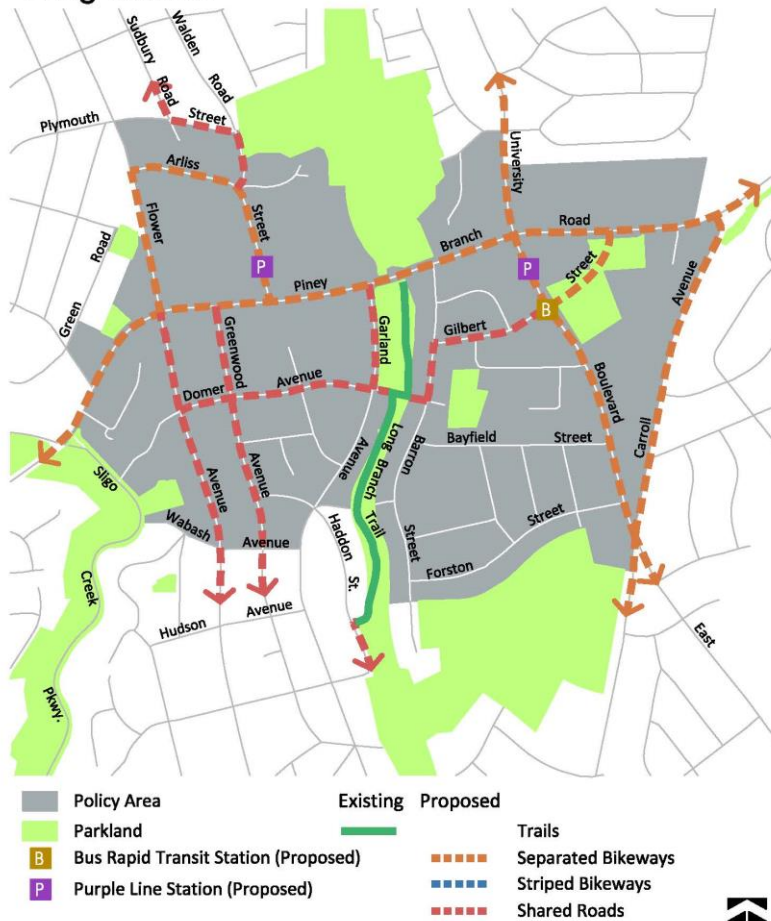 Sudbury
Road
Walden
Road
Plymouth
Street
Arliss
Street
Flower
Green
Road
University
Road
Branch
Piney
Street
Avenue
Garland
Greenwood
Gilbert
Domer
Avenue
Boulevard
Carroll
Bayfield
Street
Avenue
Long Branch
Trail
Barron
Sligo
Avenue
Avenue
Wabash
Avenue
Haddon
St.
Street
Street
Forston
Creek
Hudson
Avenue
East
Pkwy.
P
P
B
Policy Area
Existing Proposed
Parkland
Trails
B Bus Rapid Transit Station (Proposed)
Separated Bikeways
Striped Bikeways
P Purple Line Station (Proposed)
Shared Roads